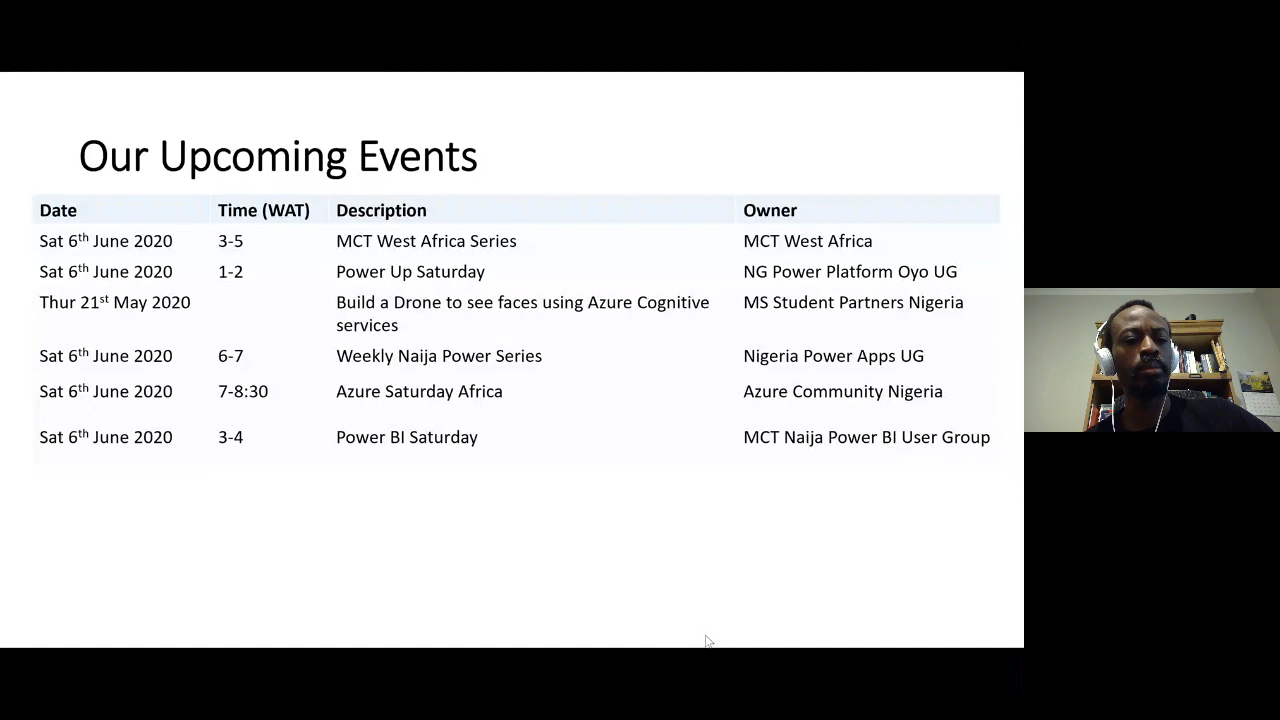 Our Upcoming Events
Date Time (WAT) Description Owner
Sat 6th June 2020 3-5 MCT West Africa Series MCT West Africa
Sat 6th June 2020 1-2 Power Up Saturday NG Power Platform Oyo UG
Thur 21st May 2020 Build a Drone to see faces using Azure Cognitive services MS Student Partners Nigeria
Sat 6th June 2020 6-7 Weekly Naija Power Series Nigeria Power Apps UG
Sat 6th June 2020 7-8:30 Azure Saturday Africa Azure Community Nigeria
Sat 6th June 2020 3-4 Power BI Saturday MCT Naija Power BI User Group